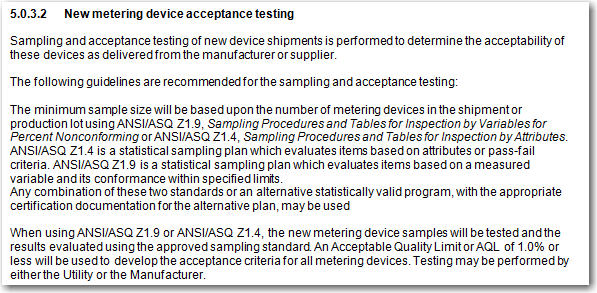 5.0.3.2 New metering device acceptance testing
Sampling and acceptance testing of new device shipments is performed to determine the acceptability of
these devices as delivered from the manufacturer or supplier.
The following guidelines are recommended for the sampling and acceptance testing:
The minimum sample size will be based upon the number of metering devices in the shipment or
production lot using ANSI/ASQ Z1.9, Sampling Procedures and Tables for Inspection by Variables for
Percent Nonconforming or ANSI/ASQ Z1.4, Sampling Procedures and Tables for Inspection by Attributes.
ANSI/ASQ Z1.4 is a statistical sampling plan which evaluates items based on attributes or pass-fail
criteria. ANSI/ASQ Z1.9 is a statistical sampling plan which evaluates items based on a measured
variable and its conformance within specified limits.
Any combination of these two standards or an alternative statistically valid program, with the appropriate
certification documentation for the alternative plan, may be used
When using ANSI/ASQ Z1.9 or ANSI/ASQ Z1.4, the new metering device samples will be tested and the
results evaluated using the approved sampling standard. An Acceptable Quality Limit or AQL of 1.0% or
less will be used to develop the acceptance criteria for all metering devices. Testing may be performed by
either the Utility or the Manufacturer.